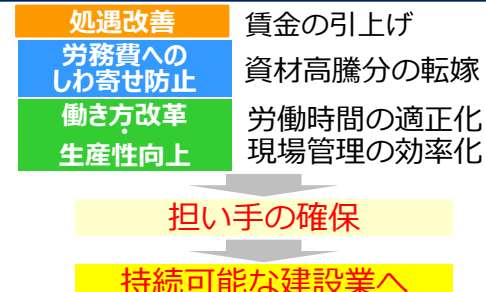 処遇改善 賃金の引上げ
労務費への
しわ寄せ防止 資材高騰分の転嫁
働き方改革 労働時間の適正化
・
生産性向上 現場管理の効率化
担い手の確保
持続可能な建設業へ